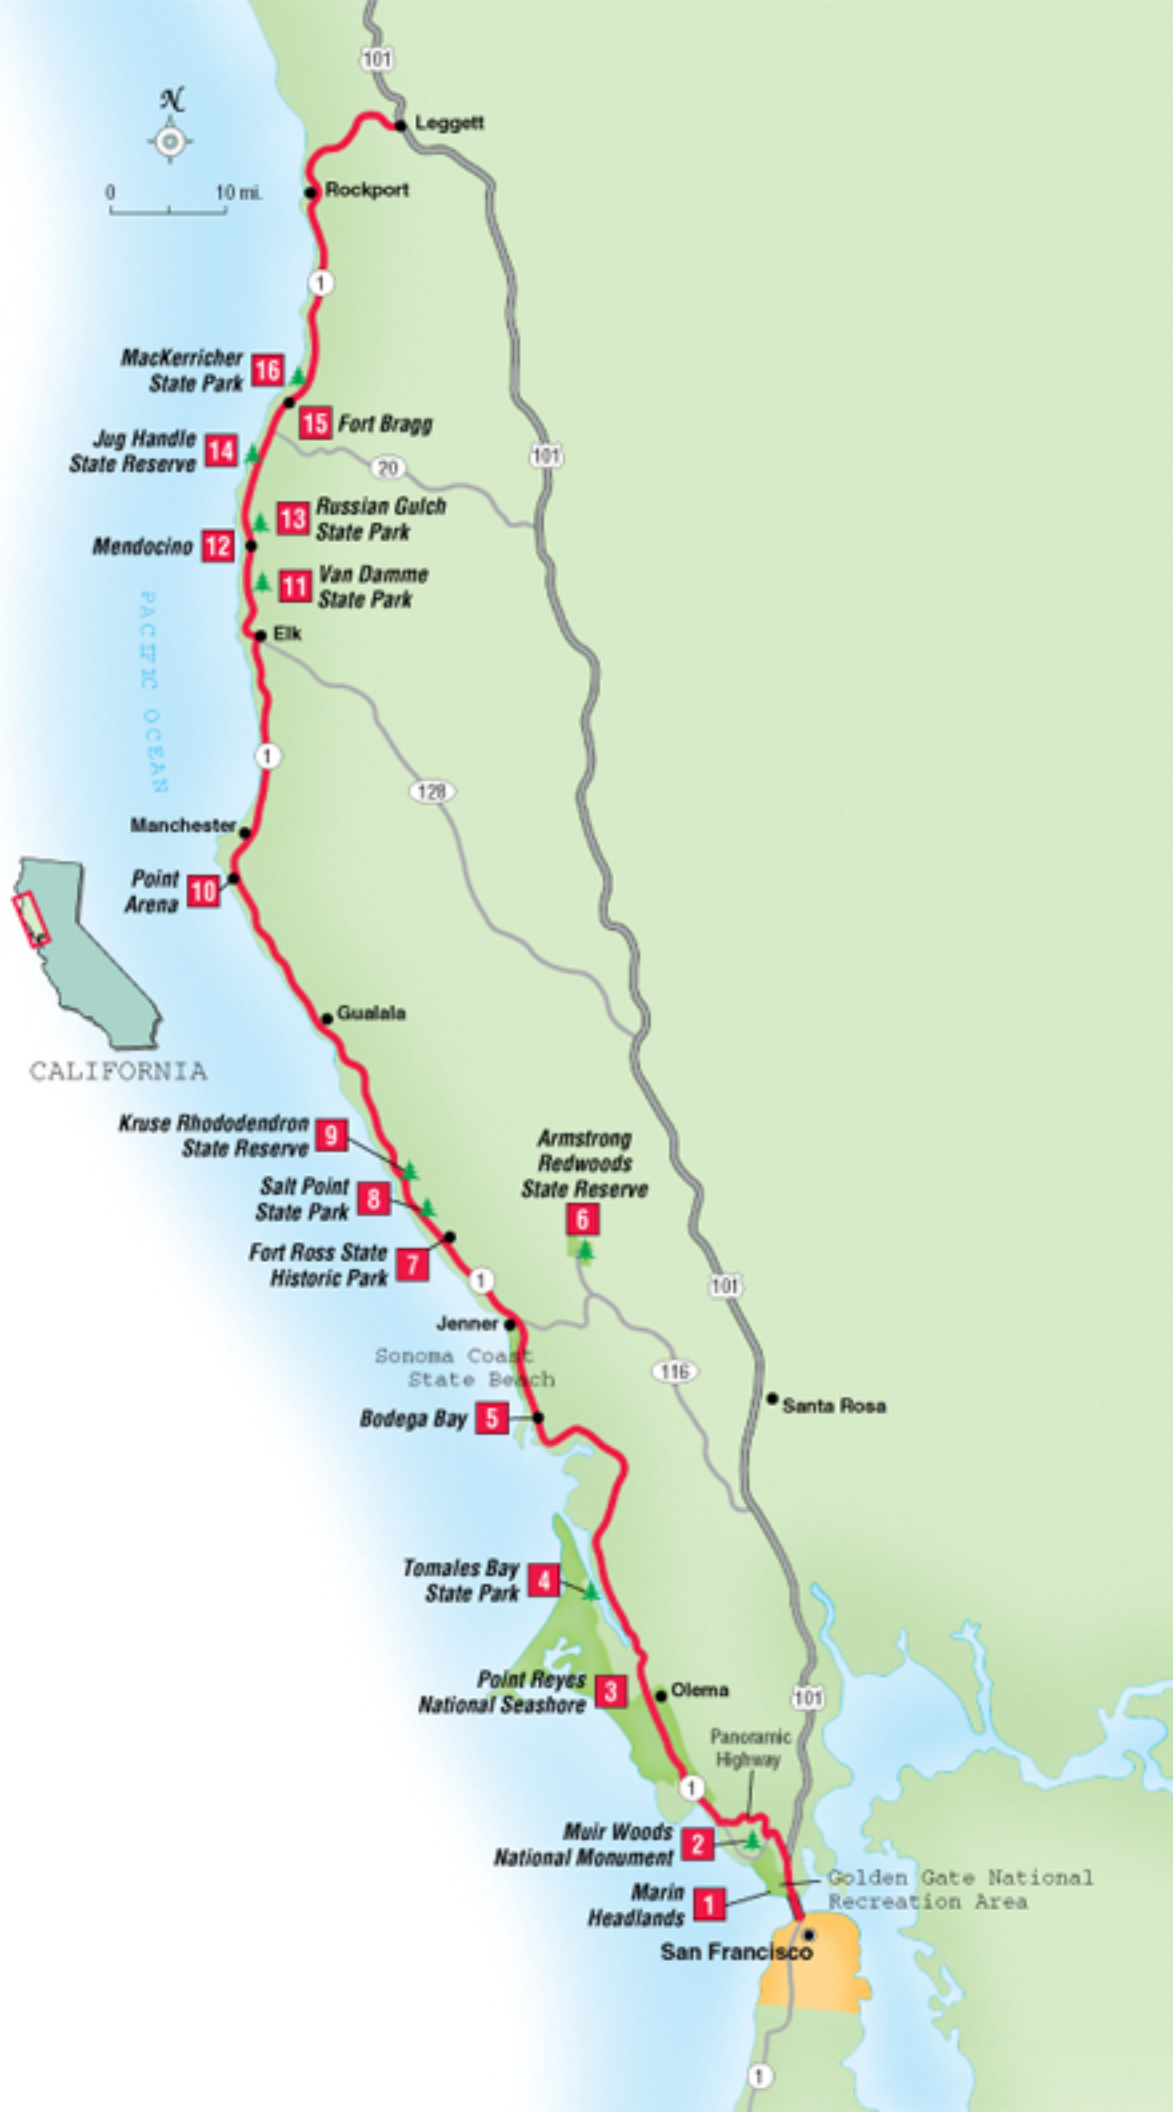 101
Leggett
N
0 10 mi.
Rockport
1
MacKerricher
State Park
16
15 Fort Bragg
Jug Handle
State Reserve
14
20
101
13 Russian Gulch
State Park
Mendocino 12
11 Van Damme
State Park
PACIFIC OCEAN
Elk
1
128
Manchester
Point
Arena
10
Gualala
CALIFORNIA
Kruse Rhododendron
State Reserve
9
Armstrong
Redwoods
State Reserve
6
Salt Point
State Park
8
Fort Ross State
Historic Park
7
1
101
Jenner
Sonoma Coast
State Beach
116
Santa Rosa
Bodega Bay 5
Tomales Bay
State Park
4
Point Reyes
National Seashore
3
Olema
101
Panoramic
Highway
1
Muir Woods
National Monument
2
Golden Gate National
Recreation Area
Marin
Headlands
1
San Francisco
1